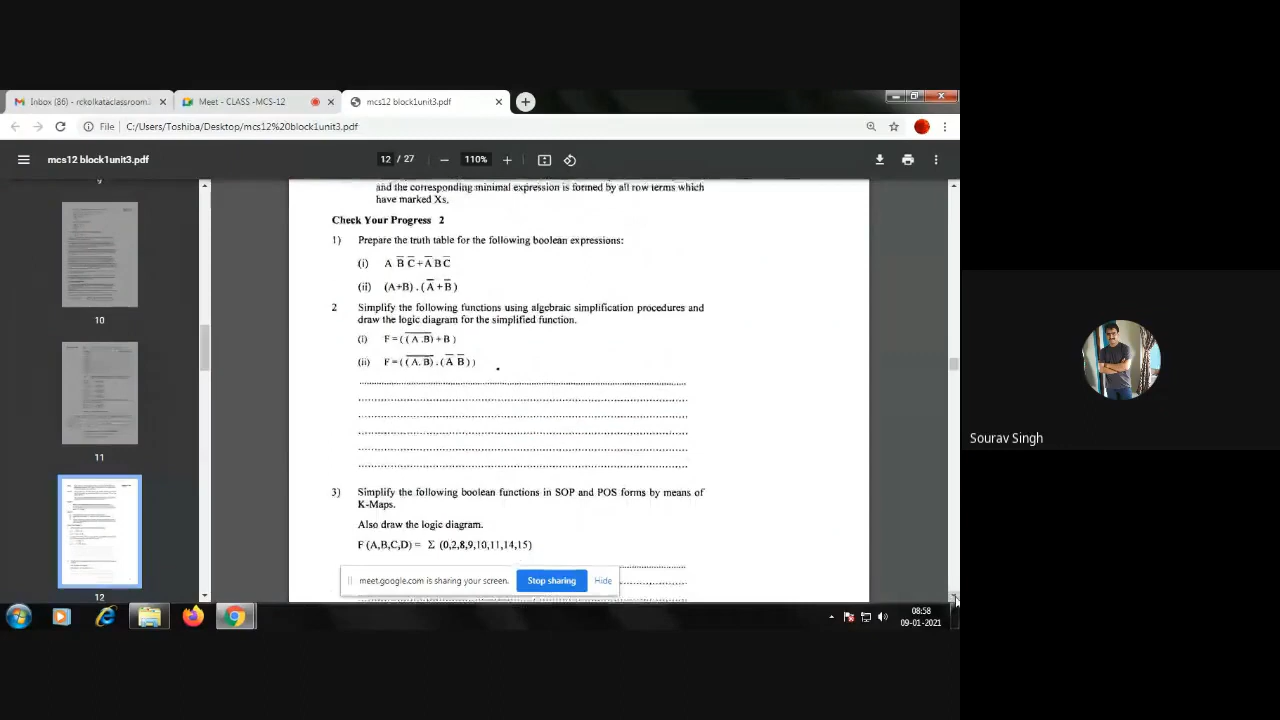 Inbox (86) - rckolkataclassroom.
Meet - CLASS -MCS-12
mcs12 block1unit3.pdf
File
C:/Users/Toshiba/Desktop/mcs12%20block1unit3.pdf
mcs12 block1unit3.pdf
12 / 27
110%
9
10
11
12
and the corresponding minimal expression is formed by all row terms which
have marked Xs,
Check Your Progress 2
1) Prepare the truth table for the following boolean expressions:
(i) A B̅ C̅ + A̅ B C̅
(ii) (A+B) . ( A̅ + B̅ )
2 Simplify the following functions using algebraic simplification procedures and
draw the logic diagram for the simplified function.
(i) F = ( (̅ ̅A̅ ̅.̅B̅)̅ + B )
(ii) F = ( (̅ ̅A̅.̅ ̅B̅)̅ . ( A̅ B̅ ) )
3) Simplify the following boolean functions in SOP and POS forms by means of
K-Maps.
Also draw the logic diagram.
F (A,B,C,D) = Σ (0,2,8,9,10,11,14,15)
meet.google.com is sharing your screen.
Stop sharing
Hide
08:58
09-01-2021
Sourav Singh